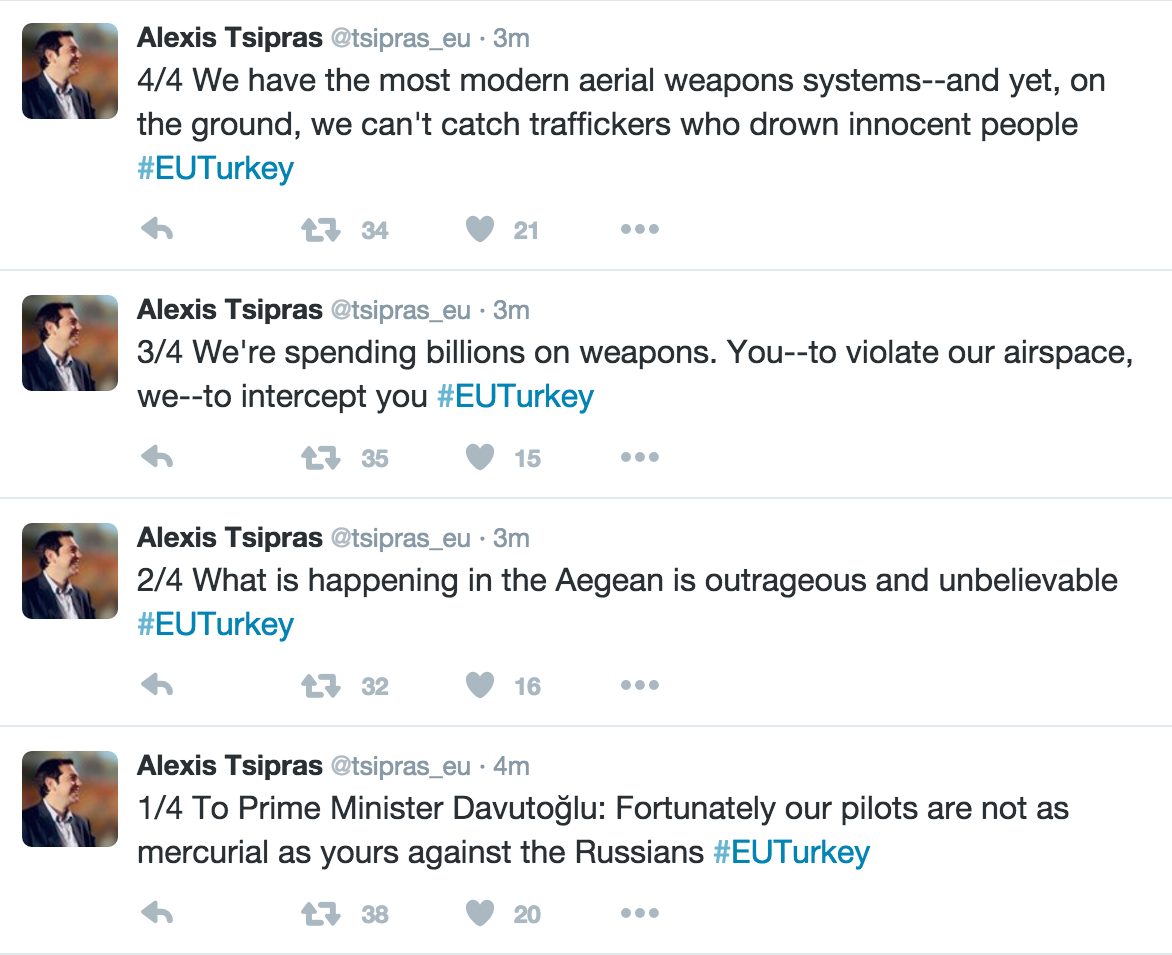 Alexis Tsipras @tsipras_eu · 3m
4/4 We have the most modern aerial weapons systems--and yet, on
the ground, we can't catch traffickers who drown innocent people
#EUTurkey
34 21
Alexis Tsipras @tsipras_eu · 3m
3/4 We're spending billions on weapons. You--to violate our airspace,
we--to intercept you #EUTurkey
35 15
Alexis Tsipras @tsipras_eu · 3m
2/4 What is happening in the Aegean is outrageous and unbelievable
#EUTurkey
32 16
Alexis Tsipras @tsipras_eu · 4m
1/4 To Prime Minister Davutoğlu: Fortunately our pilots are not as
mercurial as yours against the Russians #EUTurkey
38 20